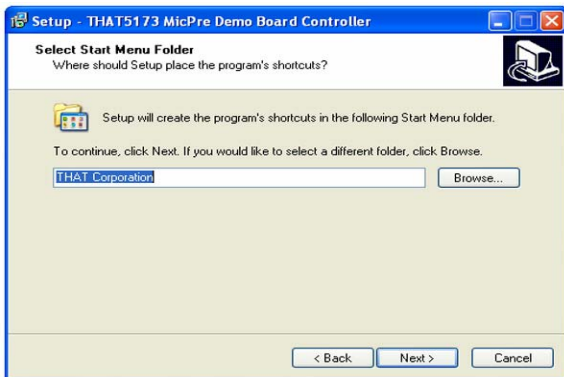 Setup - THAT5173 MicPre Demo Board Controller
Select Start Menu Folder
Where should Setup place the program's shortcuts?
Setup will create the program's shortcuts in the following Start Menu folder.
To continue, click Next. If you would like to select a different folder, click Browse.
THAT Corporation
Browse...
< Back
Next >
Cancel